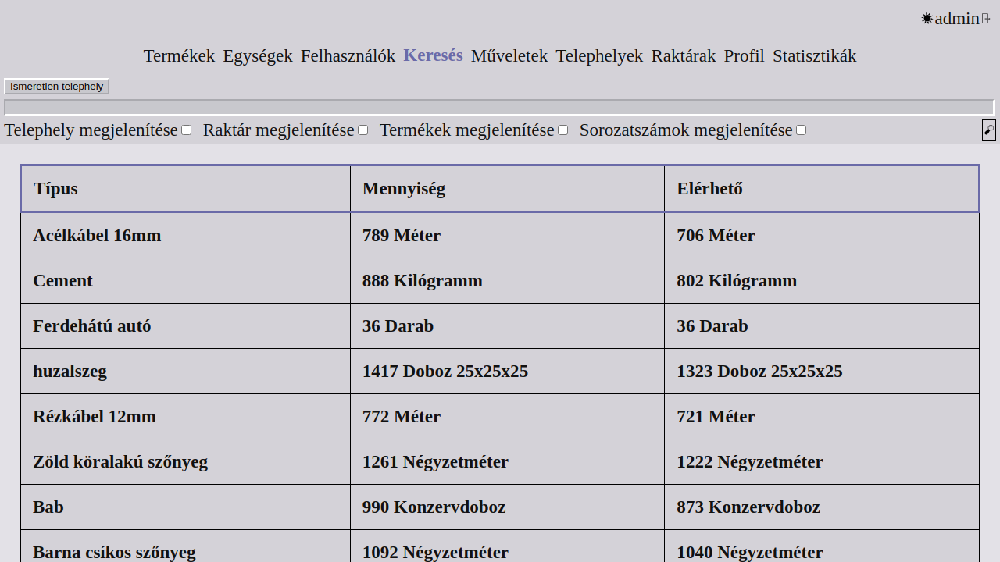 admin
Termékek Egységek Felhasználók Keresés Műveletek Telephelyek Raktárak Profil Statisztikák
Ismeretlen telephely
Telephely megjelenítése Raktár megjelenítése Termékek megjelenítése Sorozatszámok megjelenítése
Típus Mennyiség Elérhető
Acélkábel 16mm 789 Méter 706 Méter
Cement 888 Kilógramm 802 Kilógramm
Ferdehátú autó 36 Darab 36 Darab
huzalszeg 1417 Doboz 25x25x25 1323 Doboz 25x25x25
Rézkábel 12mm 772 Méter 721 Méter
Zöld köralakú szőnyeg 1261 Négyzetméter 1222 Négyzetméter
Bab 990 Konzervdoboz 873 Konzervdoboz
Barna csíkos szőnyeg 1092 Négyzetméter 1040 Négyzetméter